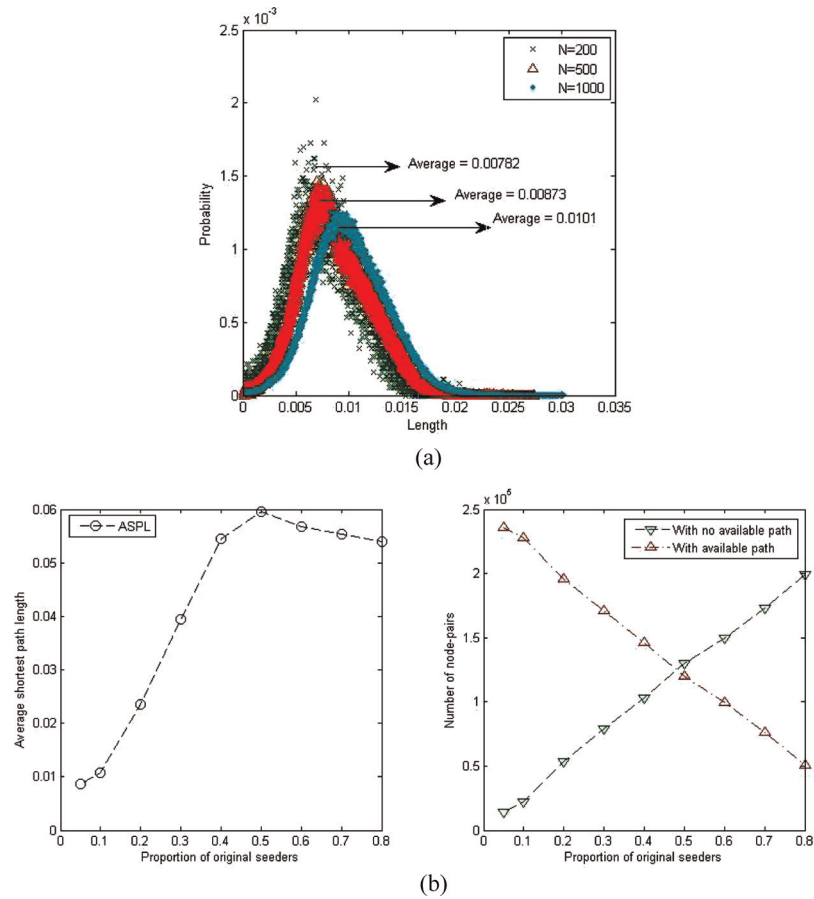 x 10-3
2.5
N=200
N=500
N=1000
2
1.5
Average = 0.00782
Average = 0.00873
Average = 0.0101
Probability
1
0.5
0
0 0.005 0.01 0.015 0.02 0.025 0.03 0.035
Length
(a)
0.06
ASPL
0.05
0.04
0.03
0.02
0.01
0
Average shortest path length
0 0.1 0.2 0.3 0.4 0.5 0.6 0.7 0.8
Proportion of original seeders
x 10 5
2.5
With no available path
With available path
2
1.5
1
0.5
0
Number of node-pairs
0 0.1 0.2 0.3 0.4 0.5 0.6 0.7 0.8
Proportion of original seeders
(b)